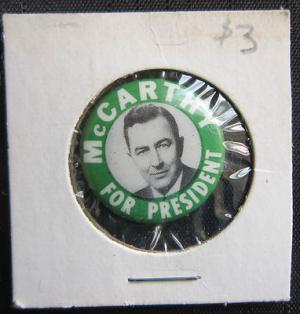 $3
McCARTHY
FOR PRESIDENT